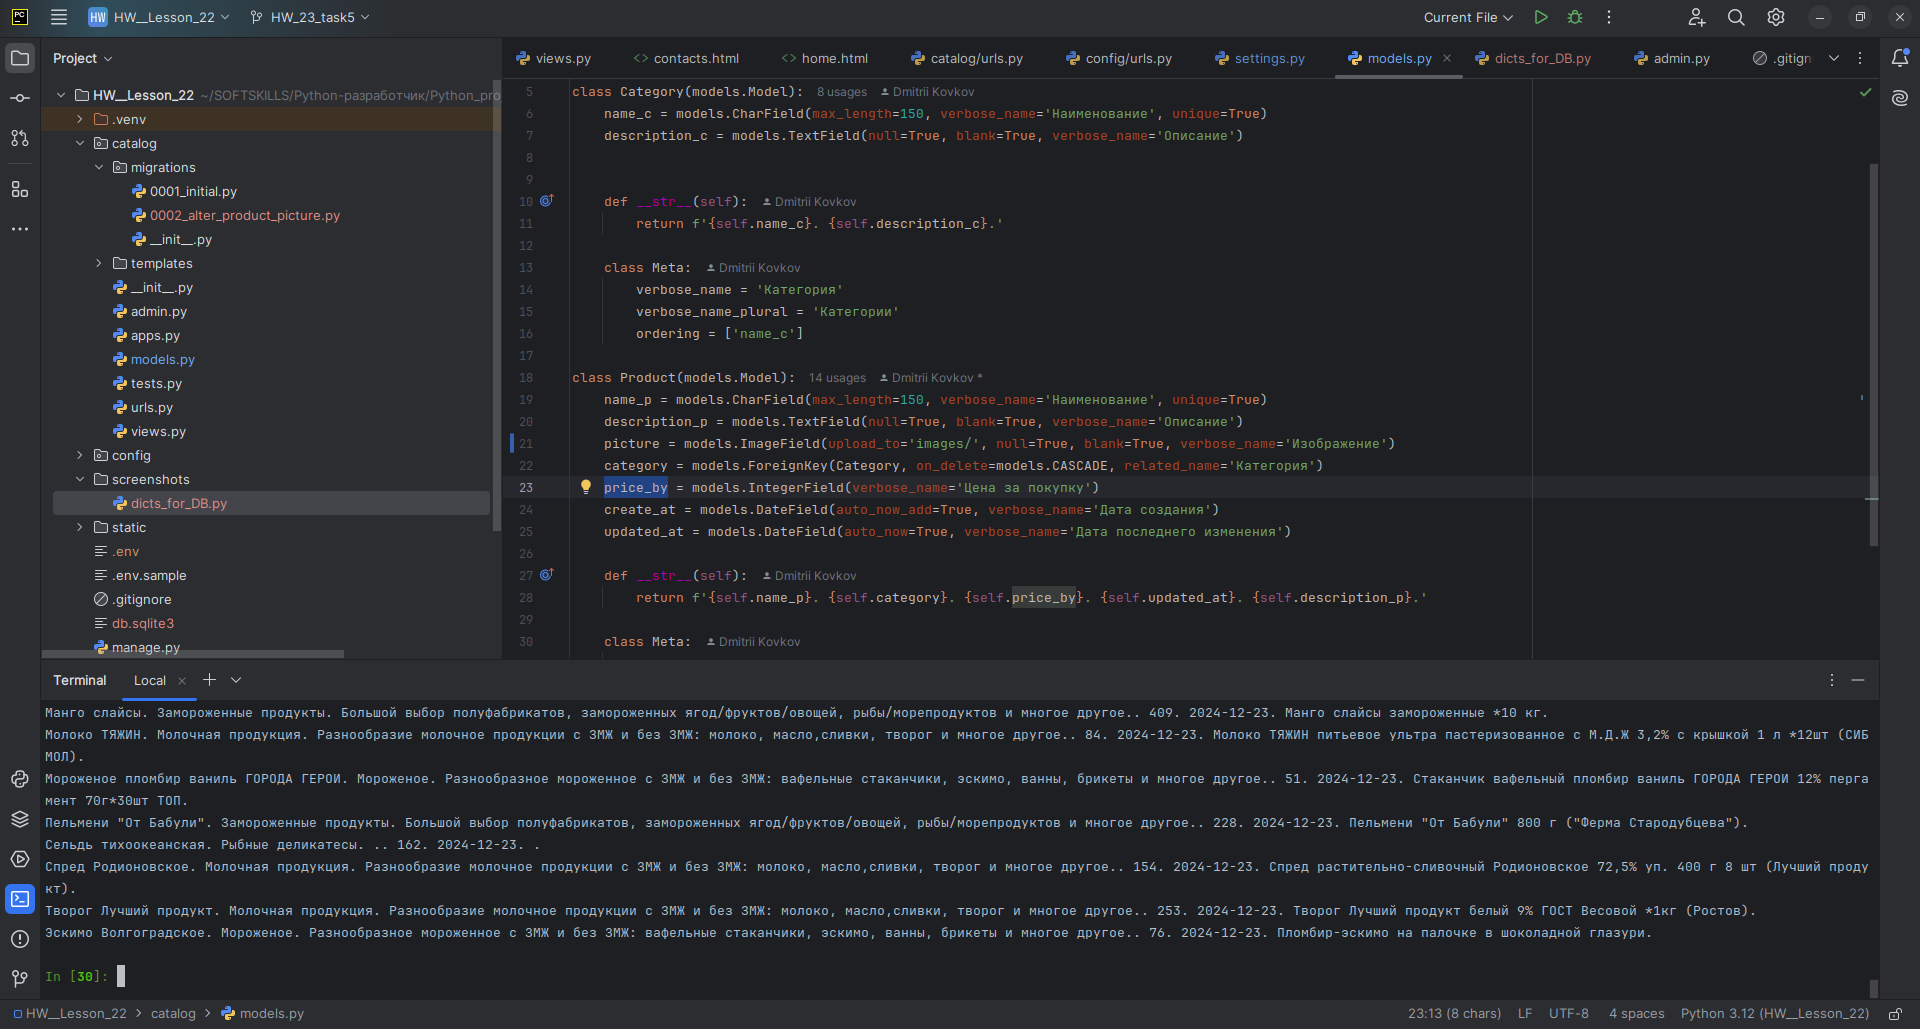 PC HW HW__Lesson_22 HW_23_task5 Current File
Project
HW__Lesson_22 ~/SOFTSKILLS/Python-разработчик/Python_pro
.venv
catalog
migrations
0001_initial.py
0002_alter_product_picture.py
__init__.py
templates
__init__.py
admin.py
apps.py
models.py
tests.py
urls.py
views.py
config
screenshots
dicts_for_DB.py
static
.env
.env.sample
.gitignore
db.sqlite3
manage.py
views.py contacts.html home.html catalog/urls.py config/urls.py settings.py models.py dicts_for_DB.py admin.py .gitign
5 class Category(models.Model): 8 usages Dmitrii Kovkov
6 name_c = models.CharField(max_length=150, verbose_name='Наименование', unique=True)
7 description_c = models.TextField(null=True, blank=True, verbose_name='Описание')
8
9
10 def __str__(self): Dmitrii Kovkov
11 return f'{self.name_c}. {self.description_c}.'
12
13 class Meta: Dmitrii Kovkov
14 verbose_name = 'Категория'
15 verbose_name_plural = 'Категории'
16 ordering = ['name_c']
17
18 class Product(models.Model): 14 usages Dmitrii Kovkov *
19 name_p = models.CharField(max_length=150, verbose_name='Наименование', unique=True)
20 description_p = models.TextField(null=True, blank=True, verbose_name='Описание')
21 picture = models.ImageField(upload_to='images/', null=True, blank=True, verbose_name='Изображение')
22 category = models.ForeignKey(Category, on_delete=models.CASCADE, related_name='Категория')
23 price_by = models.IntegerField(verbose_name='Цена за покупку')
24 create_at = models.DateField(auto_now_add=True, verbose_name='Дата создания')
25 updated_at = models.DateField(auto_now=True, verbose_name='Дата последнего изменения')
26
27 def __str__(self): Dmitrii Kovkov
28 return f'{self.name_p}. {self.category}. {self.price_by}. {self.updated_at}. {self.description_p}.'
29
30 class Meta: Dmitrii Kovkov
Terminal Local
Манго слайсы. Замороженные продукты. Большой выбор полуфабрикатов, замороженных ягод/фруктов/овощей, рыбы/морепродуктов и многое другое.. 409. 2024-12-23. Манго слайсы замороженные *10 кг.
Молоко ТЯЖИН. Молочная продукция. Разнообразие молочное продукции с ЗМЖ и без ЗМЖ: молоко, масло,сливки, творог и многое другое.. 84. 2024-12-23. Молоко ТЯЖИН питьевое ультра пастеризованное с М.Д.Ж 3,2% с крышкой 1 л *12шт (СИБ
МОЛ).
Мороженое пломбир ваниль ГОРОДА ГЕРОИ. Мороженое. Разнообразное мороженное с ЗМЖ и без ЗМЖ: вафельные стаканчики, эскимо, ванны, брикеты и многое другое.. 51. 2024-12-23. Стаканчик вафельный пломбир ваниль ГОРОДА ГЕРОИ 12% перга
мент 70г*30шт ТОП.
Пельмени "От Бабули". Замороженные продукты. Большой выбор полуфабрикатов, замороженных ягод/фруктов/овощей, рыбы/морепродуктов и многое другое.. 228. 2024-12-23. Пельмени "От Бабули" 800 г ("Ферма Стародубцева").
Сельдь тихоокеанская. Рыбные деликатесы. .. 162. 2024-12-23. .
Спред Родионовское. Молочная продукция. Разнообразие молочное продукции с ЗМЖ и без ЗМЖ: молоко, масло,сливки, творог и многое другое.. 154. 2024-12-23. Спред растительно-сливочный Родионовское 72,5% уп. 400 г 8 шт (Лучший проду
кт).
Творог Лучший продукт. Молочная продукция. Разнообразие молочное продукции с ЗМЖ и без ЗМЖ: молоко, масло,сливки, творог и многое другое.. 253. 2024-12-23. Творог Лучший продукт белый 9% ГОСТ Весовой *1кг (Ростов).
Эскимо Волгоградское. Мороженое. Разнообразное мороженное с ЗМЖ и без ЗМЖ: вафельные стаканчики, эскимо, ванны, брикеты и многое другое.. 76. 2024-12-23. Пломбир-эскимо на палочке в шоколадной глазури.
In [30]:
HW__Lesson_22 > catalog > models.py 23:13 (8 chars) LF UTF-8 4 spaces Python 3.12 (HW__Lesson_22)